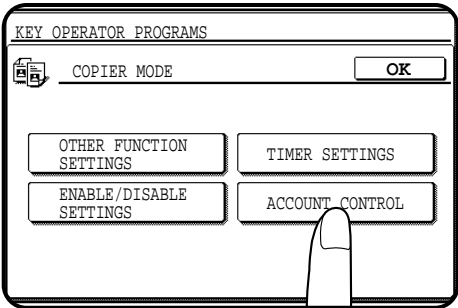 KEY OPERATOR PROGRAMS
COPIER MODE
OK
OTHER FUNCTION
SETTINGS
TIMER SETTINGS
ENABLE/DISABLE
SETTINGS
ACCOUNT CONTROL